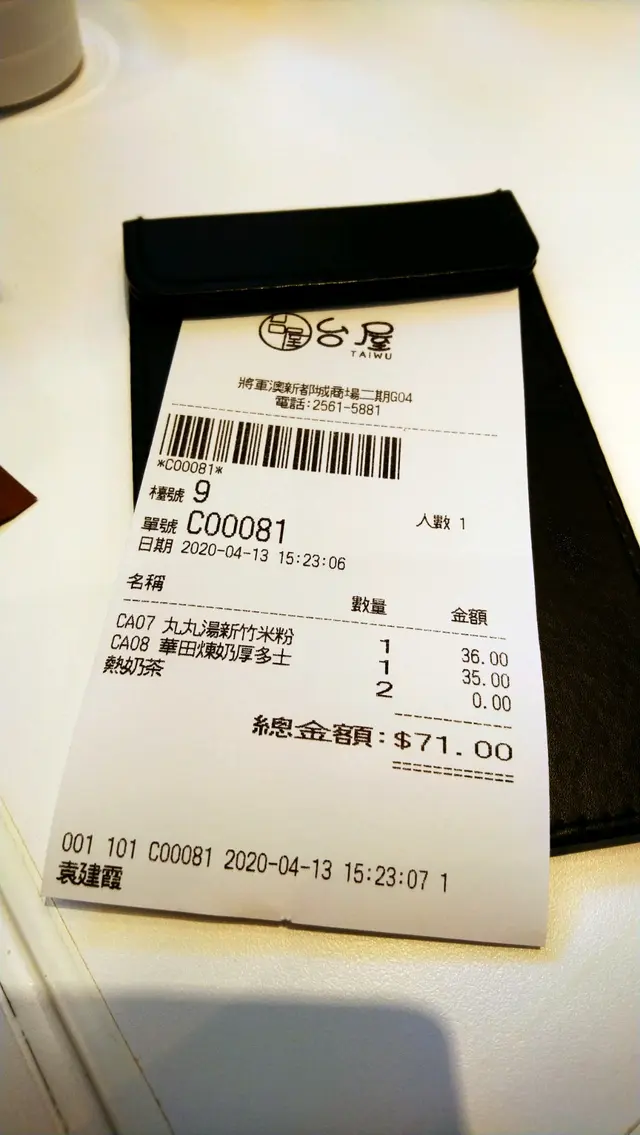 台屋 台屋
TAIWU
將軍澳新都城商場二期G04
電話:2561-5881
*C00081*
檯號 9
人數 1
單號 C00081
日期 2020-04-13 15:23:06
名稱 數量 金額
CA07 丸丸湯新竹米粉 1 36.00
CA08 華田煉奶厚多士 1 35.00
熱奶茶 2 0.00
總金額:$71.00
001 101 C00081 2020-04-13 15:23:07 1
袁建霞